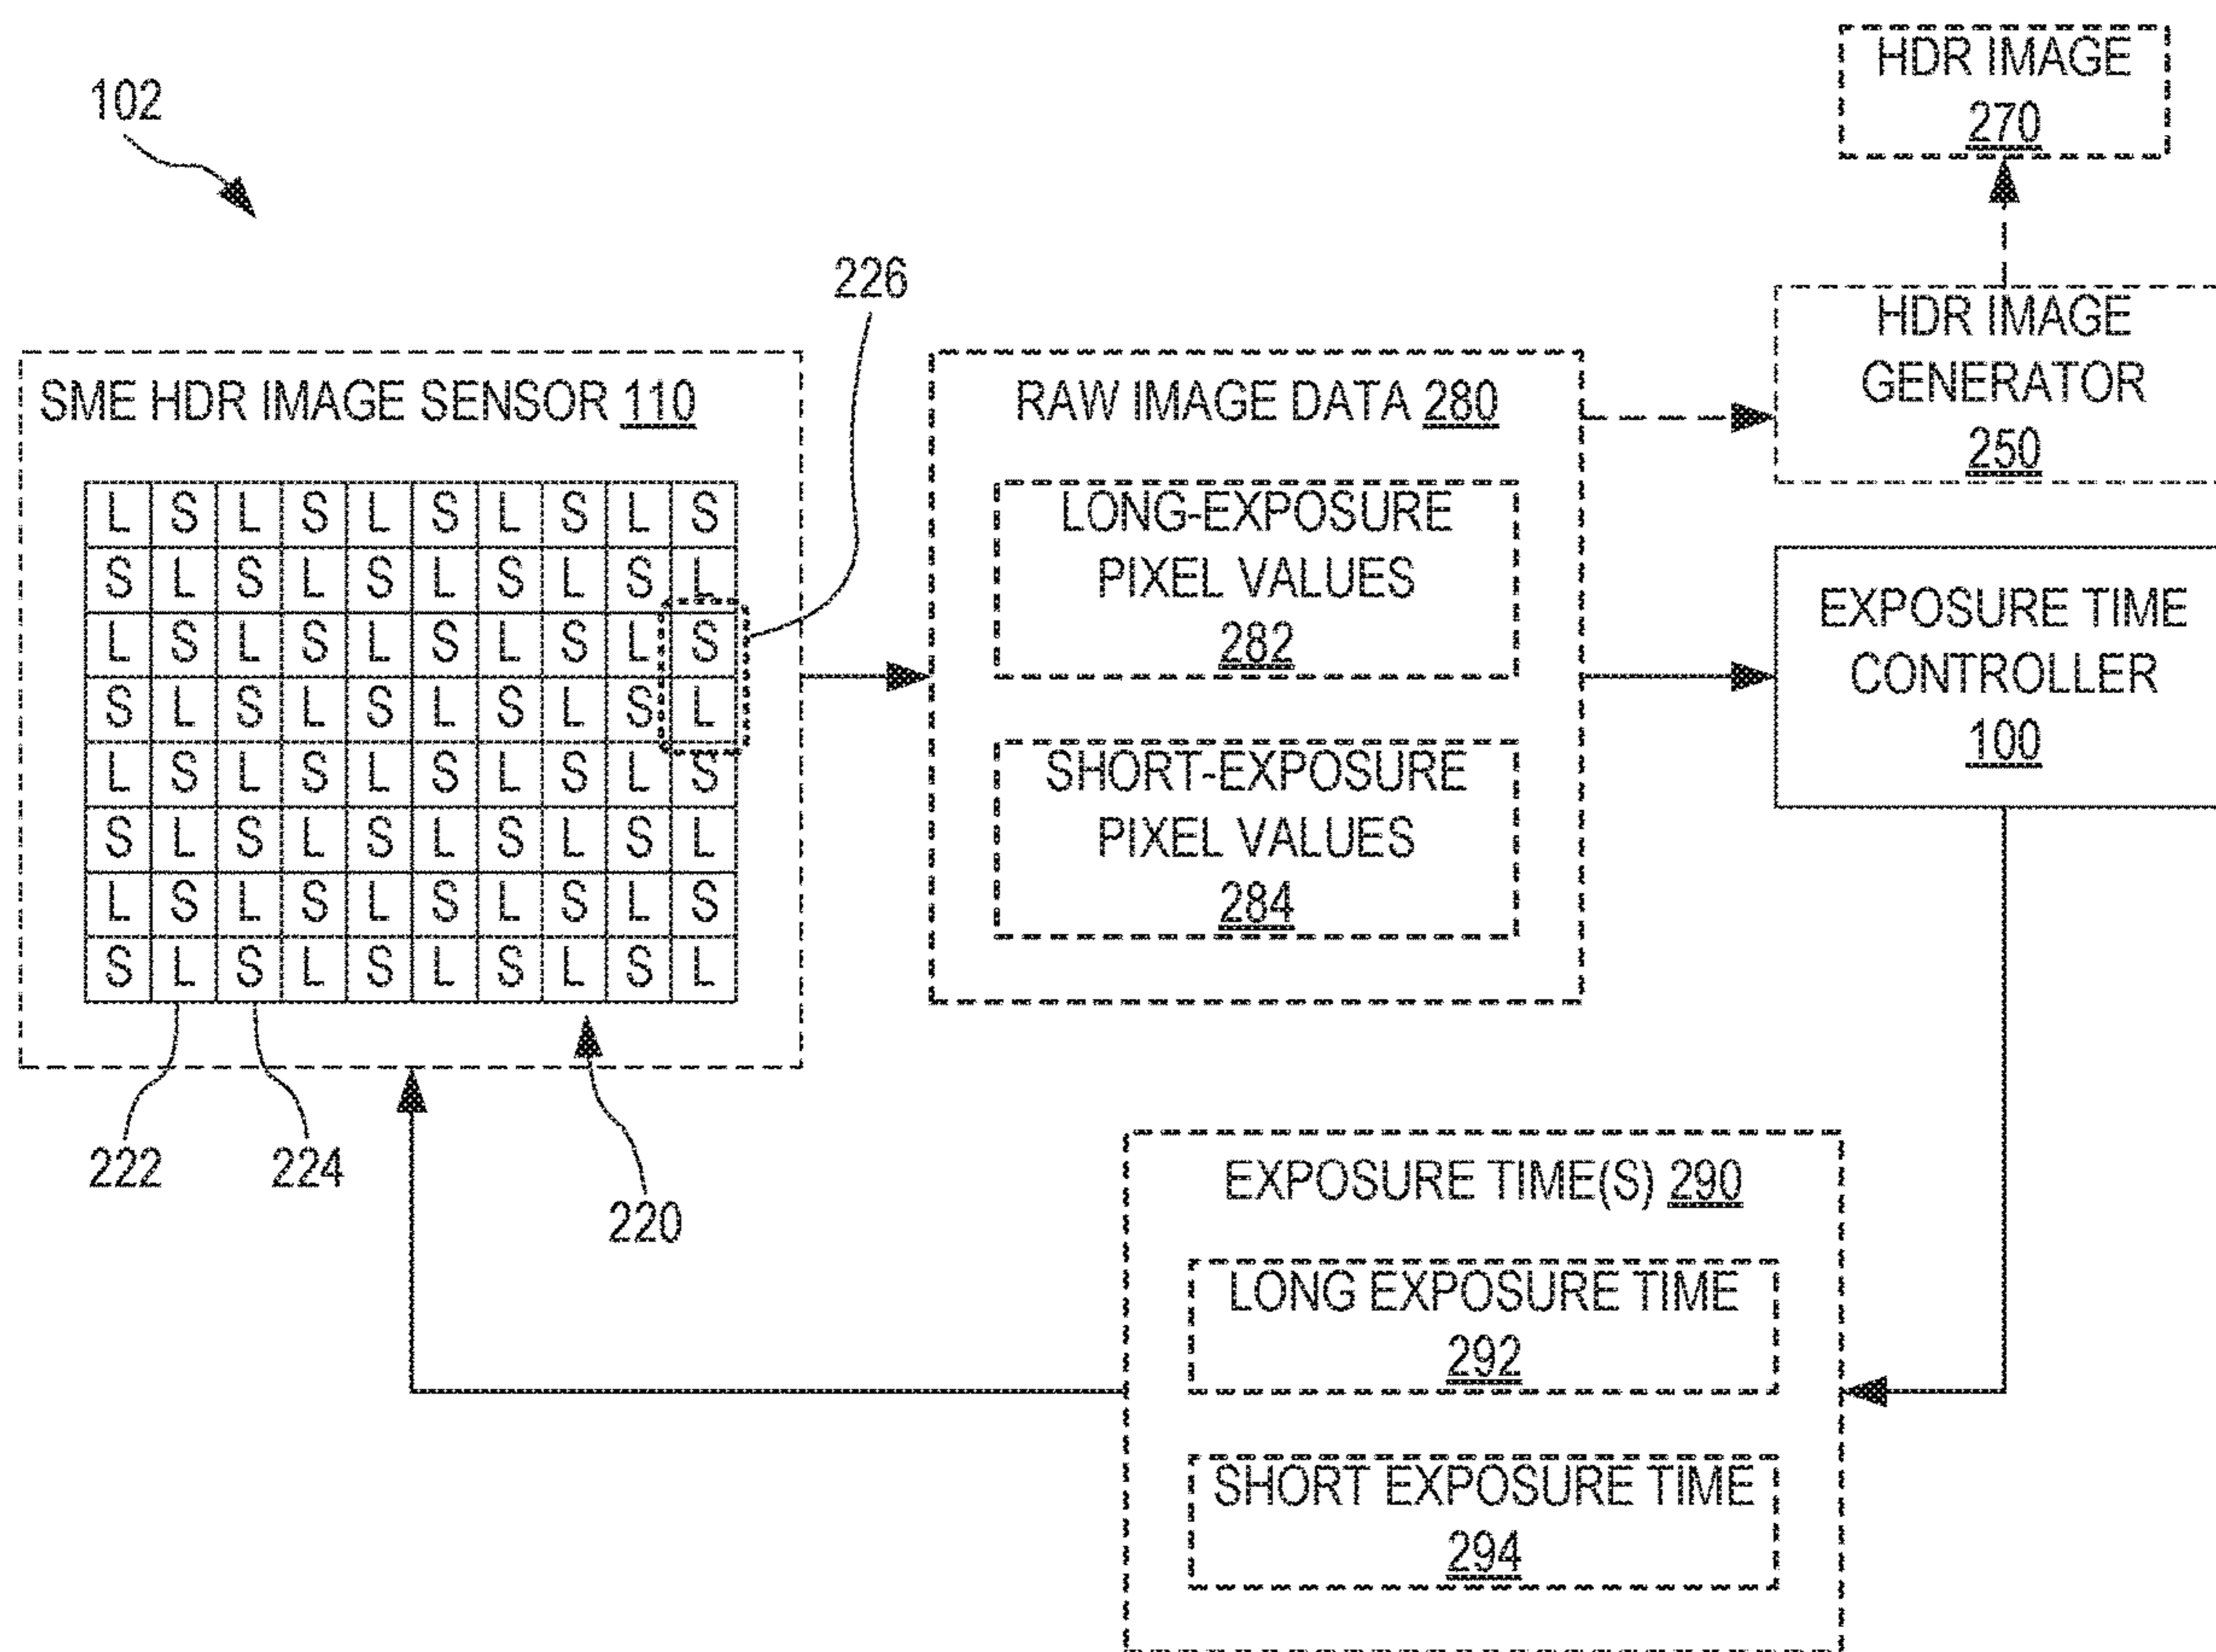 102
226
HDR IMAGE
270
HDR IMAGE
GENERATOR
250
SME HDR IMAGE SENSOR 110
L S L S L S L S L S
S L S L S L S L S L
L S L S L S L S L S
S L S L S L S L S L
L S L S L S L S L S
S L S L S L S L S L
L S L S L S L S L S
S L S L S L S L S L
222
224
220
RAW IMAGE DATA 280
LONG-EXPOSURE
PIXEL VALUES
282
SHORT-EXPOSURE
PIXEL VALUES
284
EXPOSURE TIME
CONTROLLER
100
EXPOSURE TIME(S) 290
LONG EXPOSURE TIME
292
SHORT EXPOSURE TIME
294